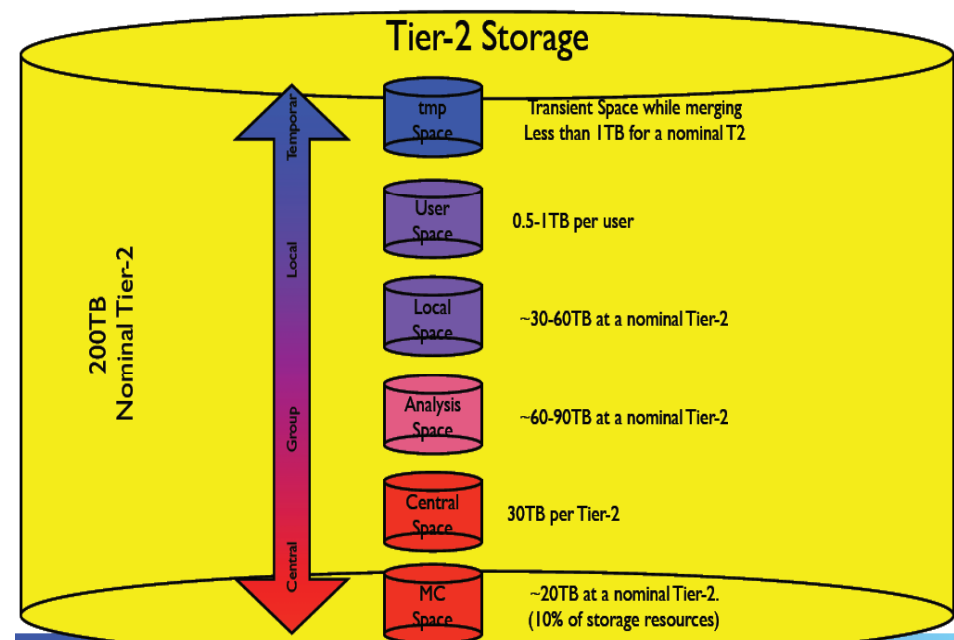 Tier-2 Storage
Temporar
Local
Group
Central
200TB
Nominal Tier-2
tmp
Space
Transient Space while merging
Less than 1TB for a nominal T2
User
Space
0.5-1TB per user
Local
Space
~30-60TB at a nominal Tier-2
Analysis
Space
~60-90TB at a nominal Tier-2
Central
Space
30TB per Tier-2
MC
Space
~20TB at a nominal Tier-2.
(10% of storage resources)